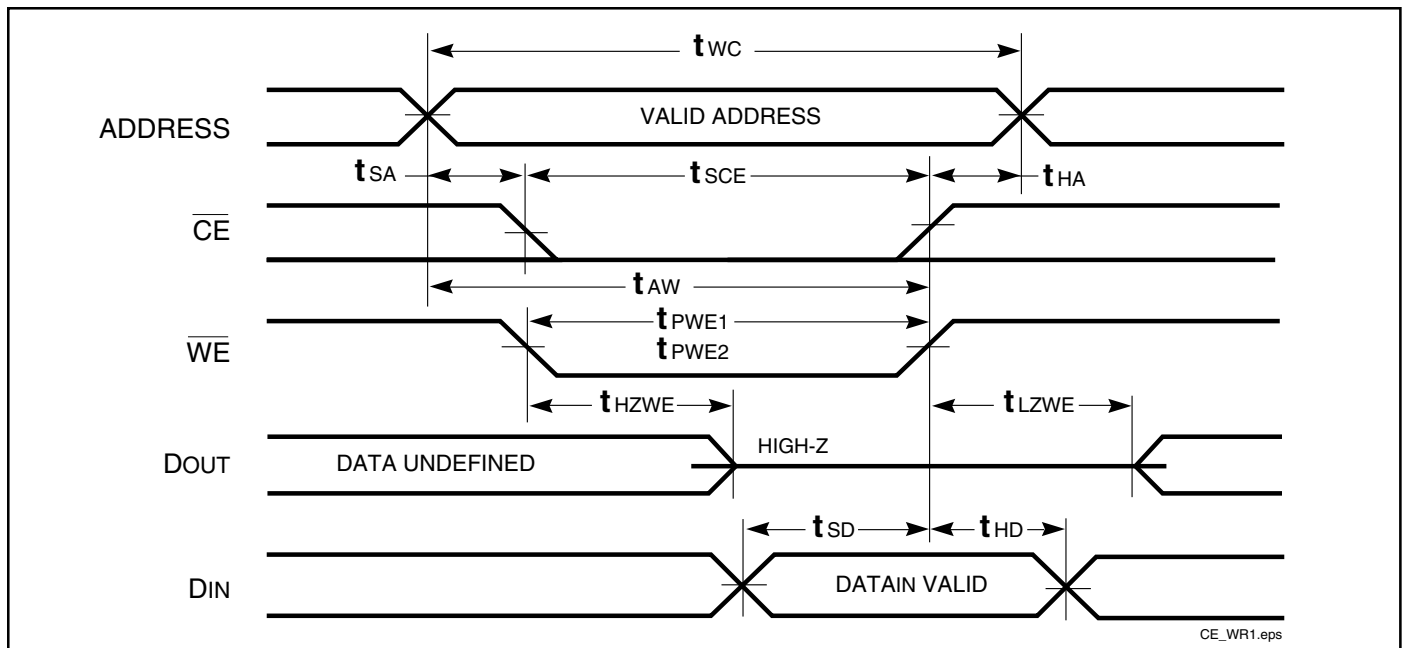 tWC
ADDRESS
VALID ADDRESS
tSA
tSCE
tHA
CE
tAW
tPWE1
WE
tPWE2
tHZWE
tLZWE
DOUT
DATA UNDEFINED
HIGH-Z
tSD
tHD
DIN
DATAIN VALID
CE_WR1.eps